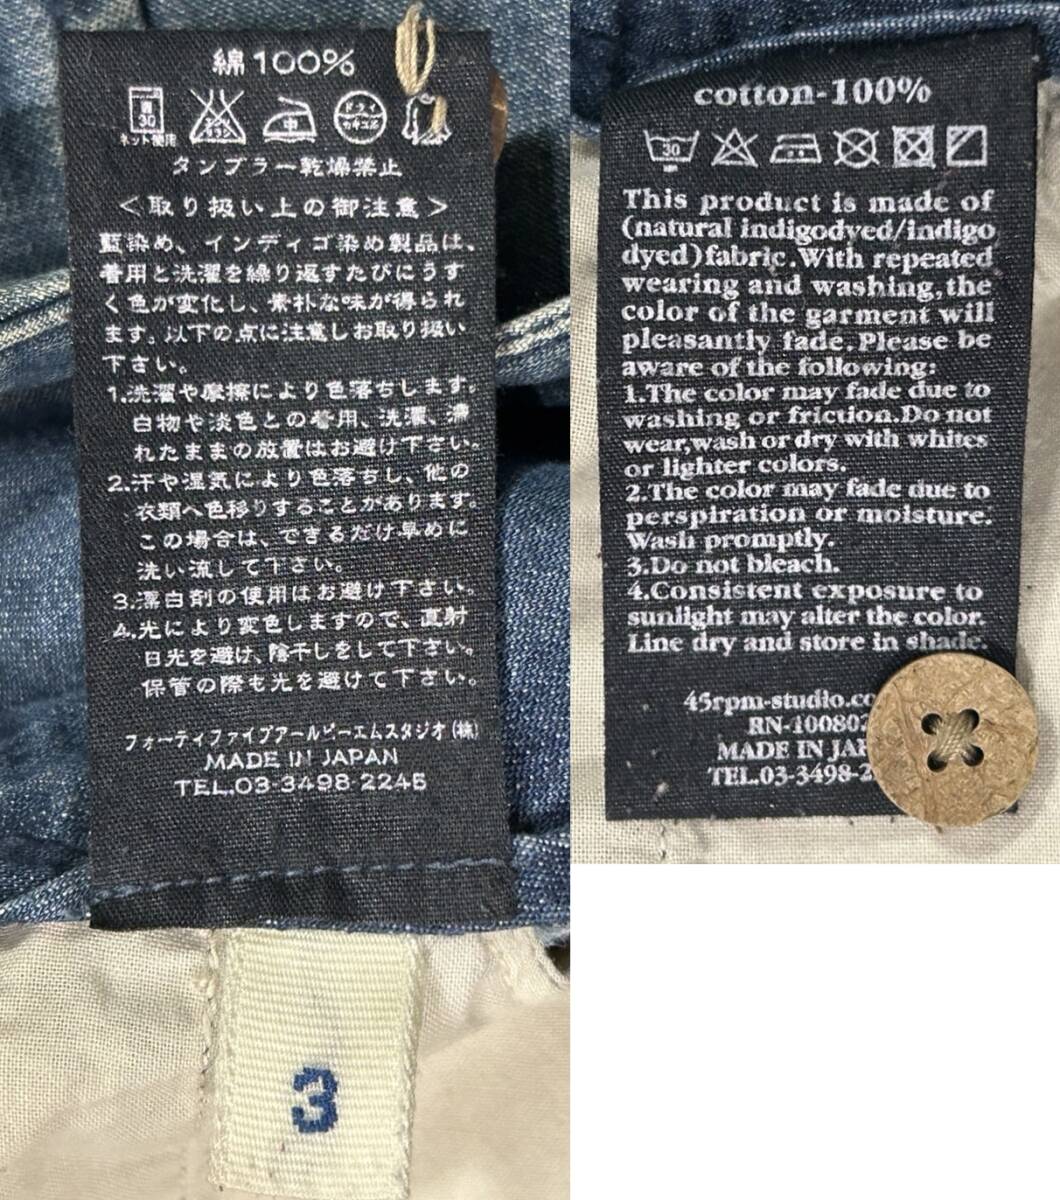 綿100%
30
中
ドライ
ネット使用
タンブラー乾燥禁止
<取り扱い上の御注意>
藍染め、インディゴ染め製品は、
着用と洗濯を繰り返すたびにうす
く色が変化し、素朴な味が得られ
ます。以下の点に注意しお取り扱い
下さい。
1.洗濯や摩擦により色落ちします。
白物や淡色との着用、洗濯、濡
れたままの放置はお避け下さい。
2.汗や湿気により色落ちし、他の
衣類へ色移りすることがあります。
この場合は、できるだけ早めに
洗い流して下さい。
3.漂白剤の使用はお避け下さい。
4.光により変色しますので、直射
日光を避け、陰干しをして下さい。
保管の際も光を避けて下さい。
フォーティファイブアールピーエムスタジオ(株)
MADE IN JAPAN
TEL.03-3498-2245
3
cotton-100%
30
This product is made of
(natural indigodyed/indigo
dyed)fabric.With repeated
wearing and washing,the
color of the garment will
pleasantly fade.Please be
aware of the following:
1.The color may fade due to
washing or friction.Do not
wear,wash or dry with whites
or lighter colors.
2.The color may fade due to
perspiration or moisture.
Wash promptly.
3.Do not bleach.
4.Consistent exposure to
sunlight may alter the color.
Line dry and store in shade.
45rpm-studio.co
RN-100802
MADE IN JAP
TEL.03-3498-2